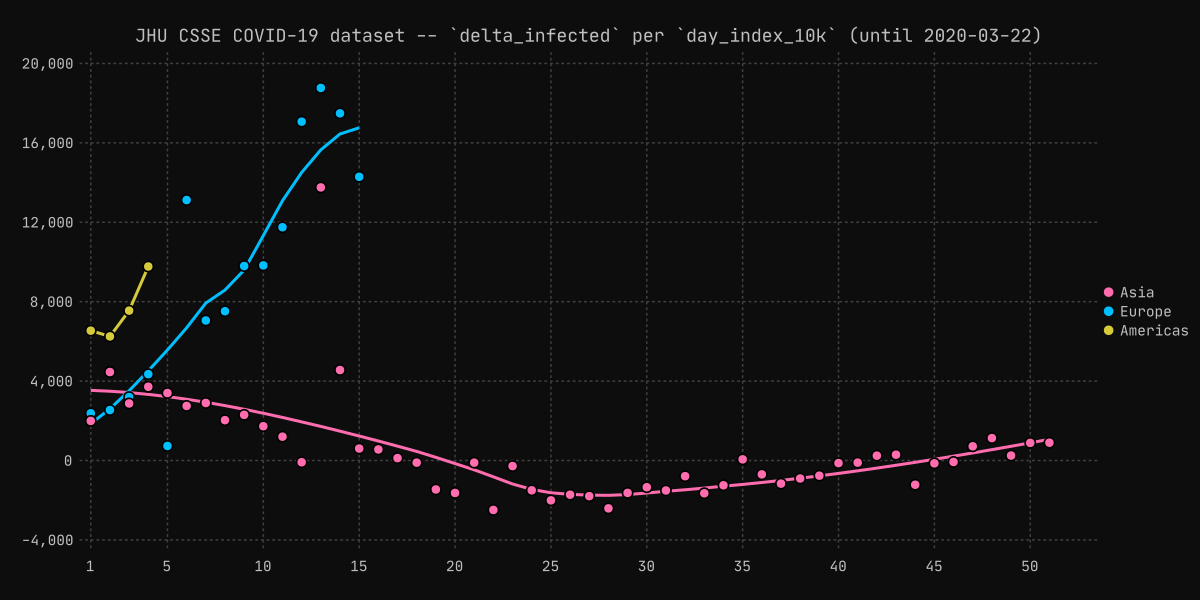 JHU CSSE COVID-19 dataset -- `delta_infected` per `day_index_10k` (until 2020-03-22)
20,000
16,000
12,000
8,000
4,000
0
-4,000
1 5 10 15 20 25 30 35 40 45 50
Asia
Europe
Americas